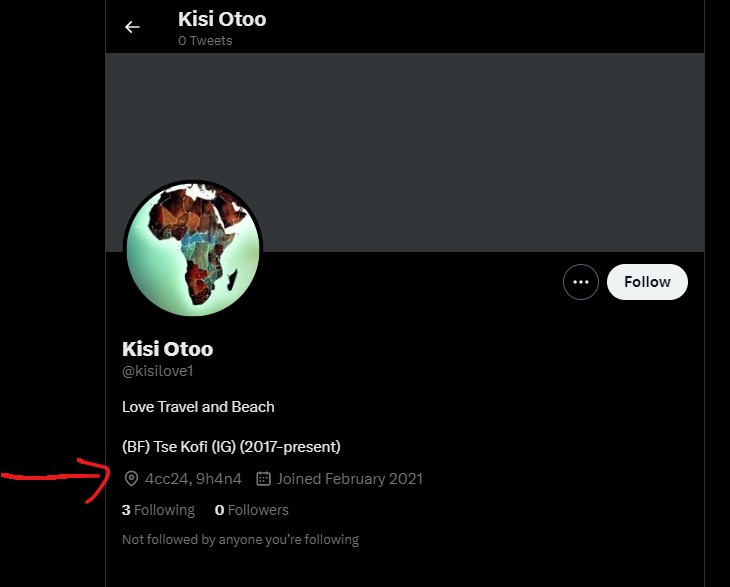 Kisi Otoo
0 Tweets
Follow
Kisi Otoo
@kisilove1
Love Travel and Beach
(BF) Tse Kofi (IG) (2017-present)
4cc24, 9h4n4 Joined February 2021
3 Following 0 Followers
Not followed by anyone you're following